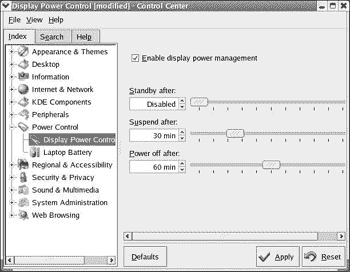 Display Power Control [modified] - Control Center
File View Help
Index Search Help
Appearance & Themes
Desktop
Information
Internet & Network
KDE Components
Peripherals
Power Control
Display Power Contro
Laptop Battery
Regional & Accessibility
Security & Privacy
Sound & Multimedia
System Administration
Web Browsing
Enable display power management
Standby after:
Disabled
Suspend after:
30 min
Power off after:
60 min
Defaults
Apply
Reset